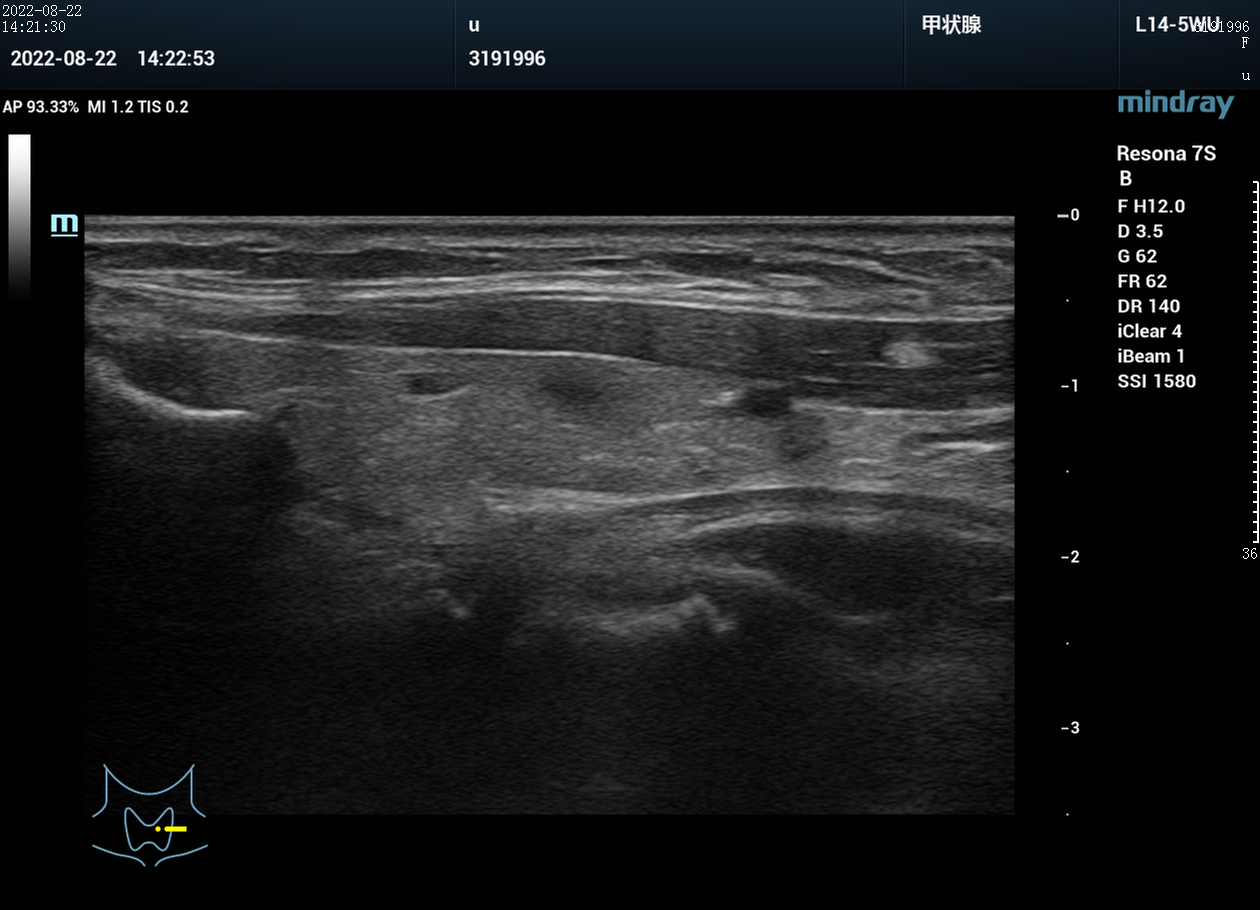 2022-08-22
14:21:30
2022-08-22 14:22:53
u
3191996
甲状腺
L14-5WU
3191996
F
u
AP 93.33% MI 1.2 TIS 0.2
mindray
Resona 7S
B
F H12.0
D 3.5
G 62
FR 62
DR 140
iClear 4
iBeam 1
SSI 1580
m
0
-1
-2
-3
36